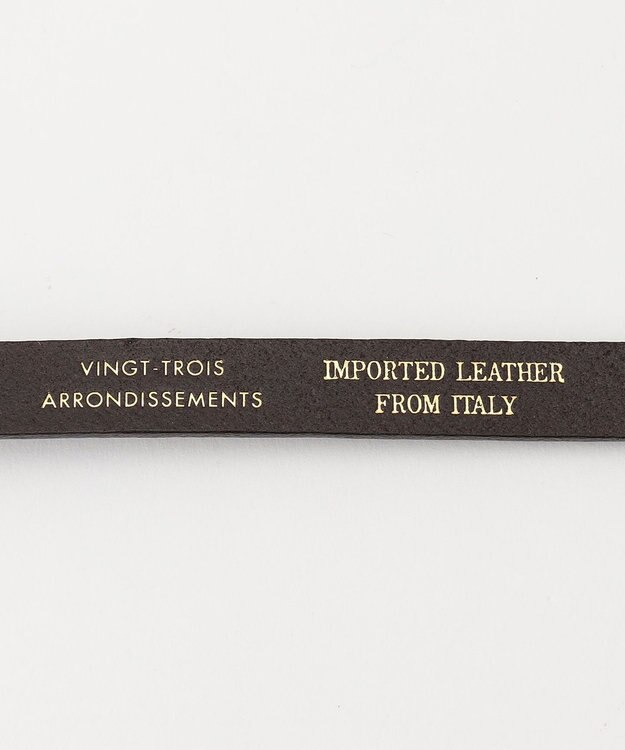 VINGT-TROIS
ARRONDISSEMENTS
IMPORTED LEATHER
FROM ITALY